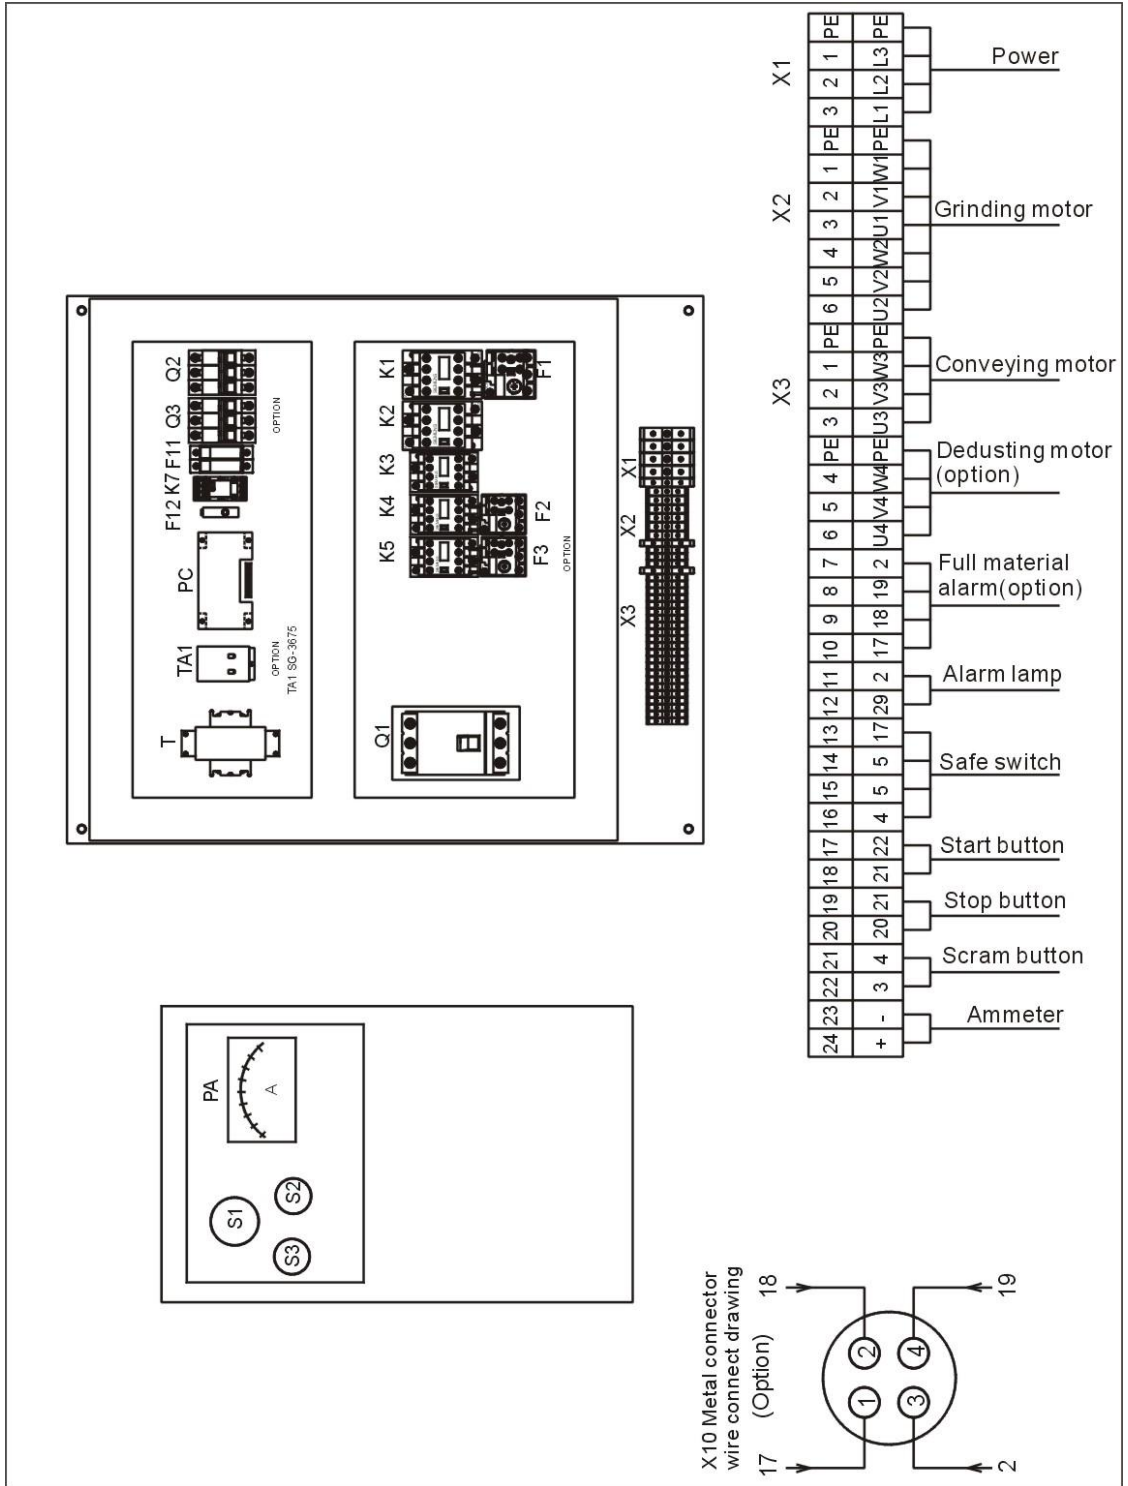 X1
PE PE
1 L3
2 L2
3 L1
Power
X2
PE PE
1 W1
2 V1
3 U1
4 W2
5 V2
6 U2
Grinding motor
X3
PE PE
1 W3
2 V3
3 U3
Conveying motor
PE PE
4 W4
5 V4
6 U4
Dedusting motor
(option)
7 2
8 19
9 18
10 17
Full material
alarm(option)
11 2
12 29
Alarm lamp
13 17
14 5
15 5
16 4
Safe switch
17 22
18 21
Start button
19 21
20 20
Stop button
21 4
22 3
Scram button
23 -
24 +
Ammeter
Q2
Q3
OPTION
F11
K7
F12
PC
TA1
OPTION
TA1 SG-3675
T
K1
F1
K2
K3
K4
F2
K5
F3
OPTION
Q1
X1
X2
X3
PA
A
S1
S2
S3
X10 Metal connector
wire connect drawing
(Option)
18
19
2
4
1
3
17
2